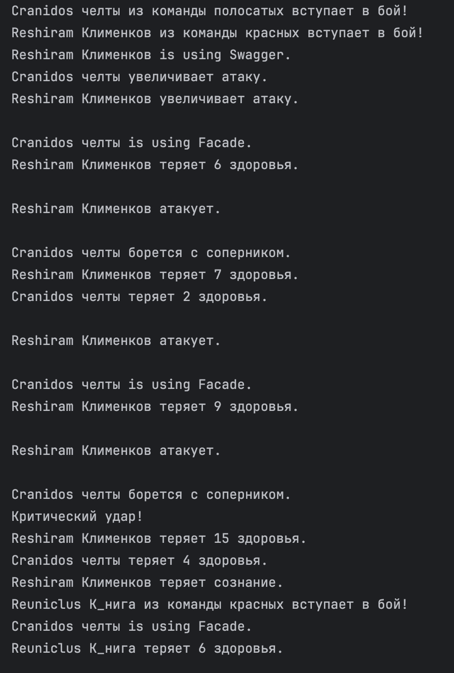 Cranidos челты из команды полосатых вступает в бой!
Reshiram Клименков из команды красных вступает в бой!
Reshiram Клименков is using Swagger.
Cranidos челты увеличивает атаку.
Reshiram Клименков увеличивает атаку.
Cranidos челты is using Facade.
Reshiram Клименков теряет 6 здоровья.
Reshiram Клименков атакует.
Cranidos челты борется с соперником.
Reshiram Клименков теряет 7 здоровья.
Cranidos челты теряет 2 здоровья.
Reshiram Клименков атакует.
Cranidos челты is using Facade.
Reshiram Клименков теряет 9 здоровья.
Reshiram Клименков атакует.
Cranidos челты борется с соперником.
Критический удар!
Reshiram Клименков теряет 15 здоровья.
Cranidos челты теряет 4 здоровья.
Reshiram Клименков теряет сознание.
Reuniclus К_нига из команды красных вступает в бой!
Cranidos челты is using Facade.
Reuniclus К_нига теряет 6 здоровья.